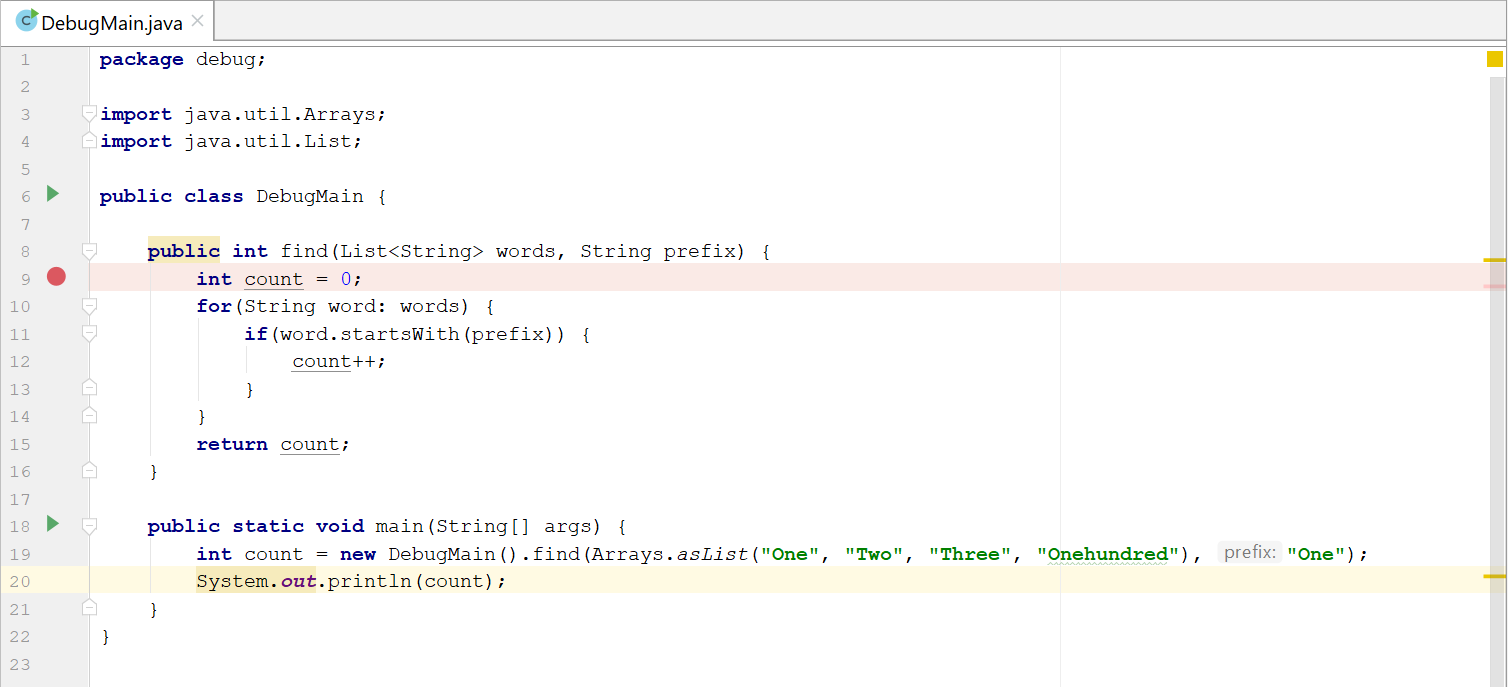 C DebugMain.java
1 package debug;
2
3 import java.util.Arrays;
4 import java.util.List;
5
6 public class DebugMain {
7
8 public int find(List<String> words, String prefix) {
9 int count = 0;
10 for(String word: words) {
11 if(word.startsWith(prefix)) {
12 count++;
13 }
14 }
15 return count;
16 }
17
18 public static void main(String[] args) {
19 int count = new DebugMain().find(Arrays.asList("One", "Two", "Three", "Onehundred"), prefix: "One");
20 System.out.println(count);
21 }
22 }
23